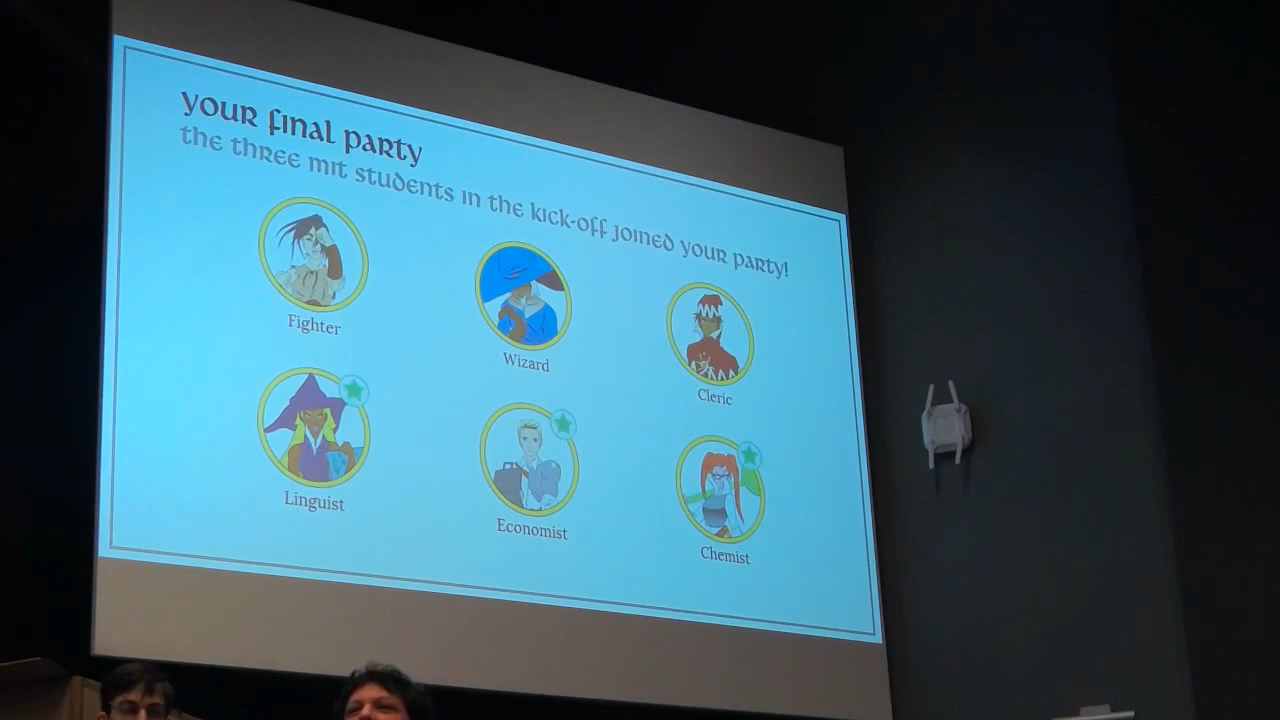 your final party
the three mit students in the kick-off joined your party!
Fighter
Wizard
Cleric
Linguist
Economist
Chemist